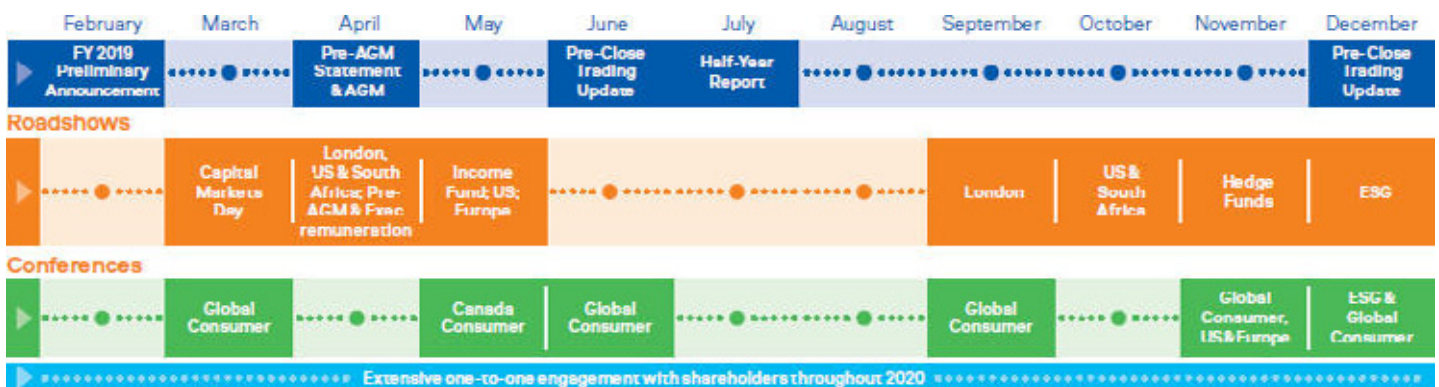 February March April May June July August September October November December
FY 2019
Preliminary
Announcement
Pre-AGM
Statement
& AGM
Pre-Close
Trading
Update
Half-Year
Report
Pre-Close
Trading
Update
Roadshows
Capital
Markets
Day
London,
US & South
Africa; Pre-
AGM & Exec
remuneration
Income
Fund; US;
Europe
London
US &
South
Africa
Hedge
Funds
ESG
Conferences
Global
Consumer
Canada
Consumer
Global
Consumer
Global
Consumer
Global
Consumer,
US & Europe
ESG &
Global
Consumer
Extensive one-to-one engagement with shareholders throughout 2020